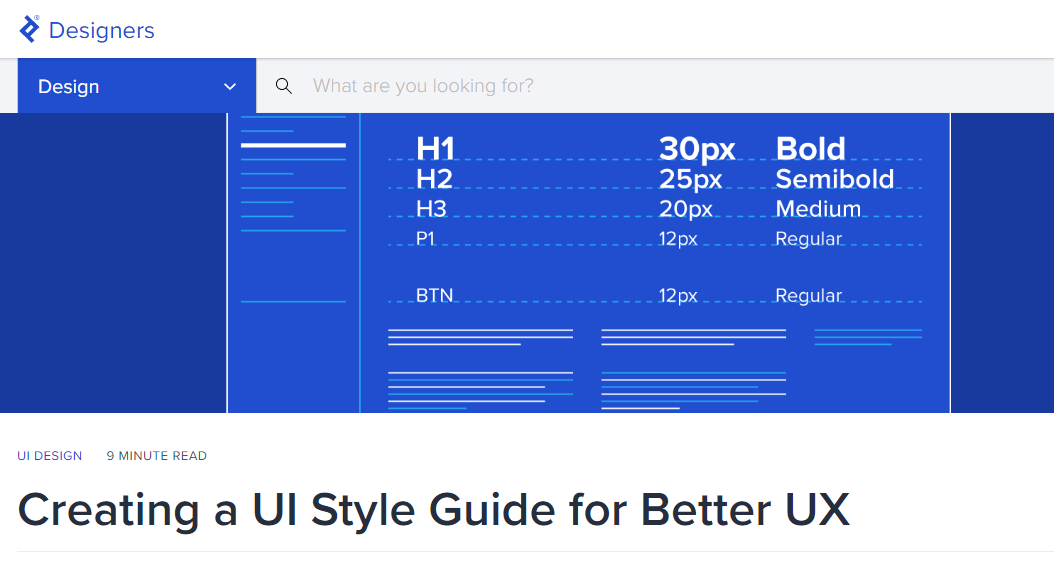 Designers
Design
What are you looking for?
H1 30px Bold
H2 25px Semibold
H3 20px Medium
P1 12px Regular
BTN 12px Regular
UI DESIGN 9 MINUTE READ
Creating a UI Style Guide for Better UX